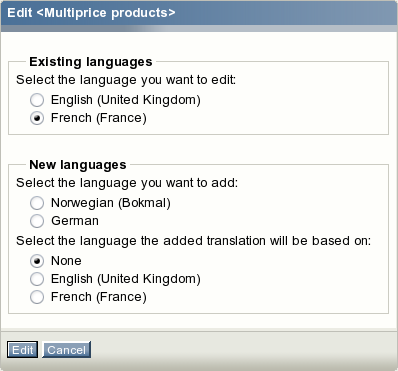 Edit <Multiprice products>
Existing languages
Select the language you want to edit:
English (United Kingdom)
French (France)
New languages
Select the language you want to add:
Norwegian (Bokmal)
German
Select the language the added translation will be based on:
None
English (United Kingdom)
French (France)
Edit Cancel